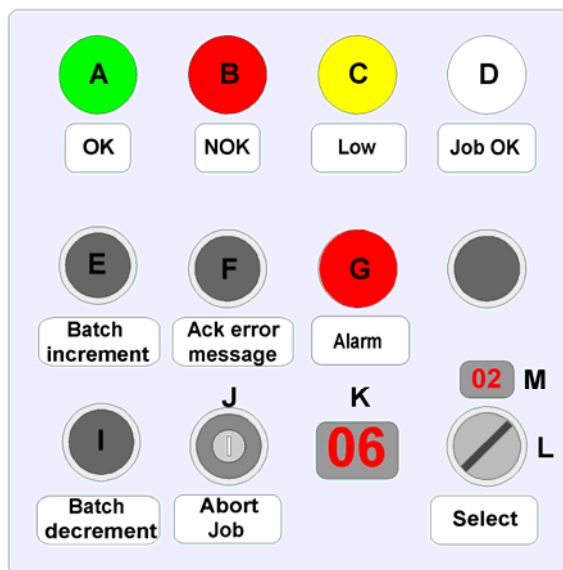 A B C D
OK NOK Low Job OK
E F G
Batch increment
Ack error message
Alarm
02 M
J K
I 06 L
Batch decrement
Abort Job
Select